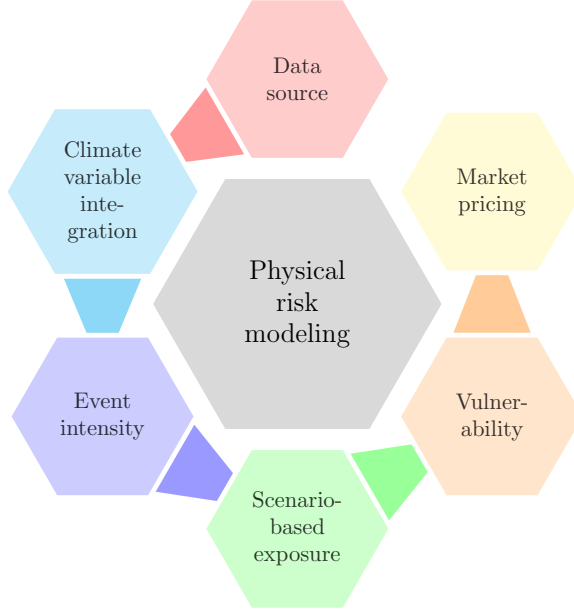 Data
source
Climate
variable
inte-
gration
Market
pricing
Physical
risk
modeling
Event
intensity
Vulner-
ability
Scenario-
based
exposure